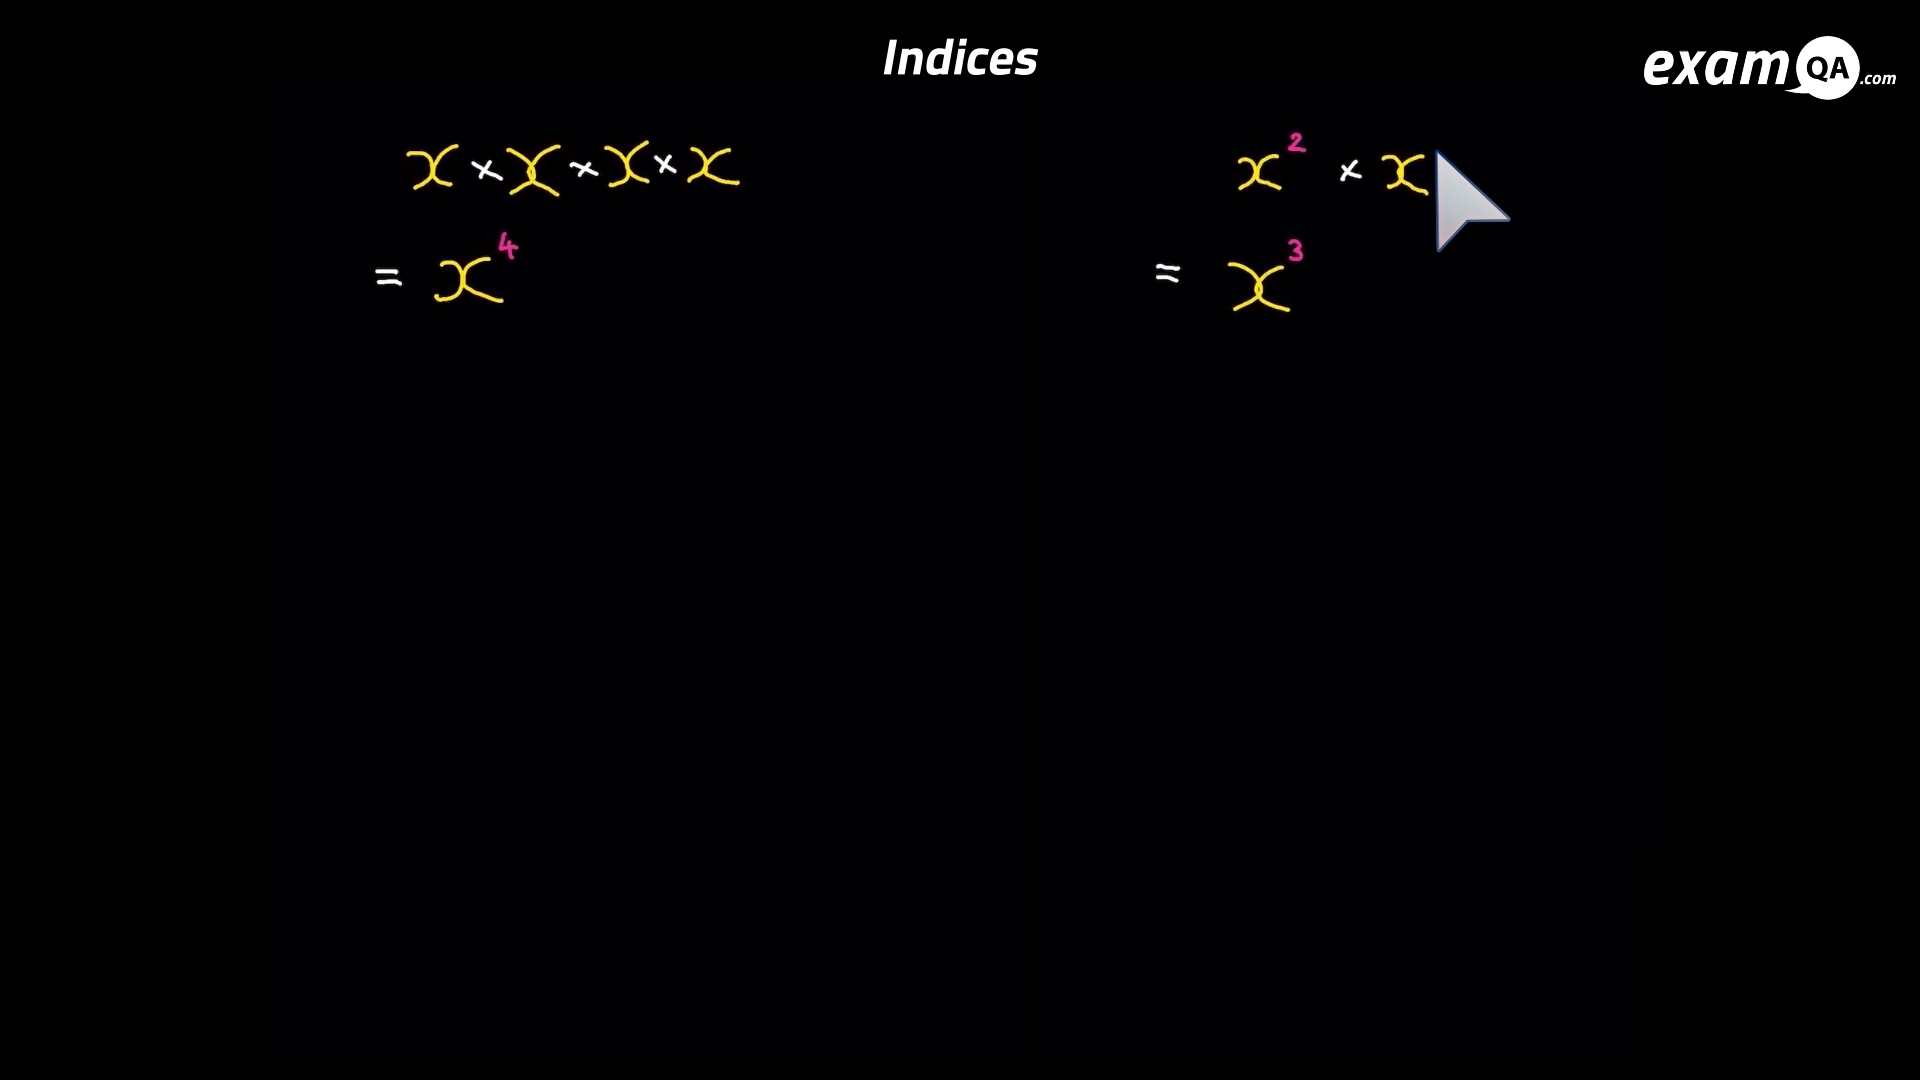 Indices
examQA.com
x × x × x × x
= x⁴
x² × x
= x³